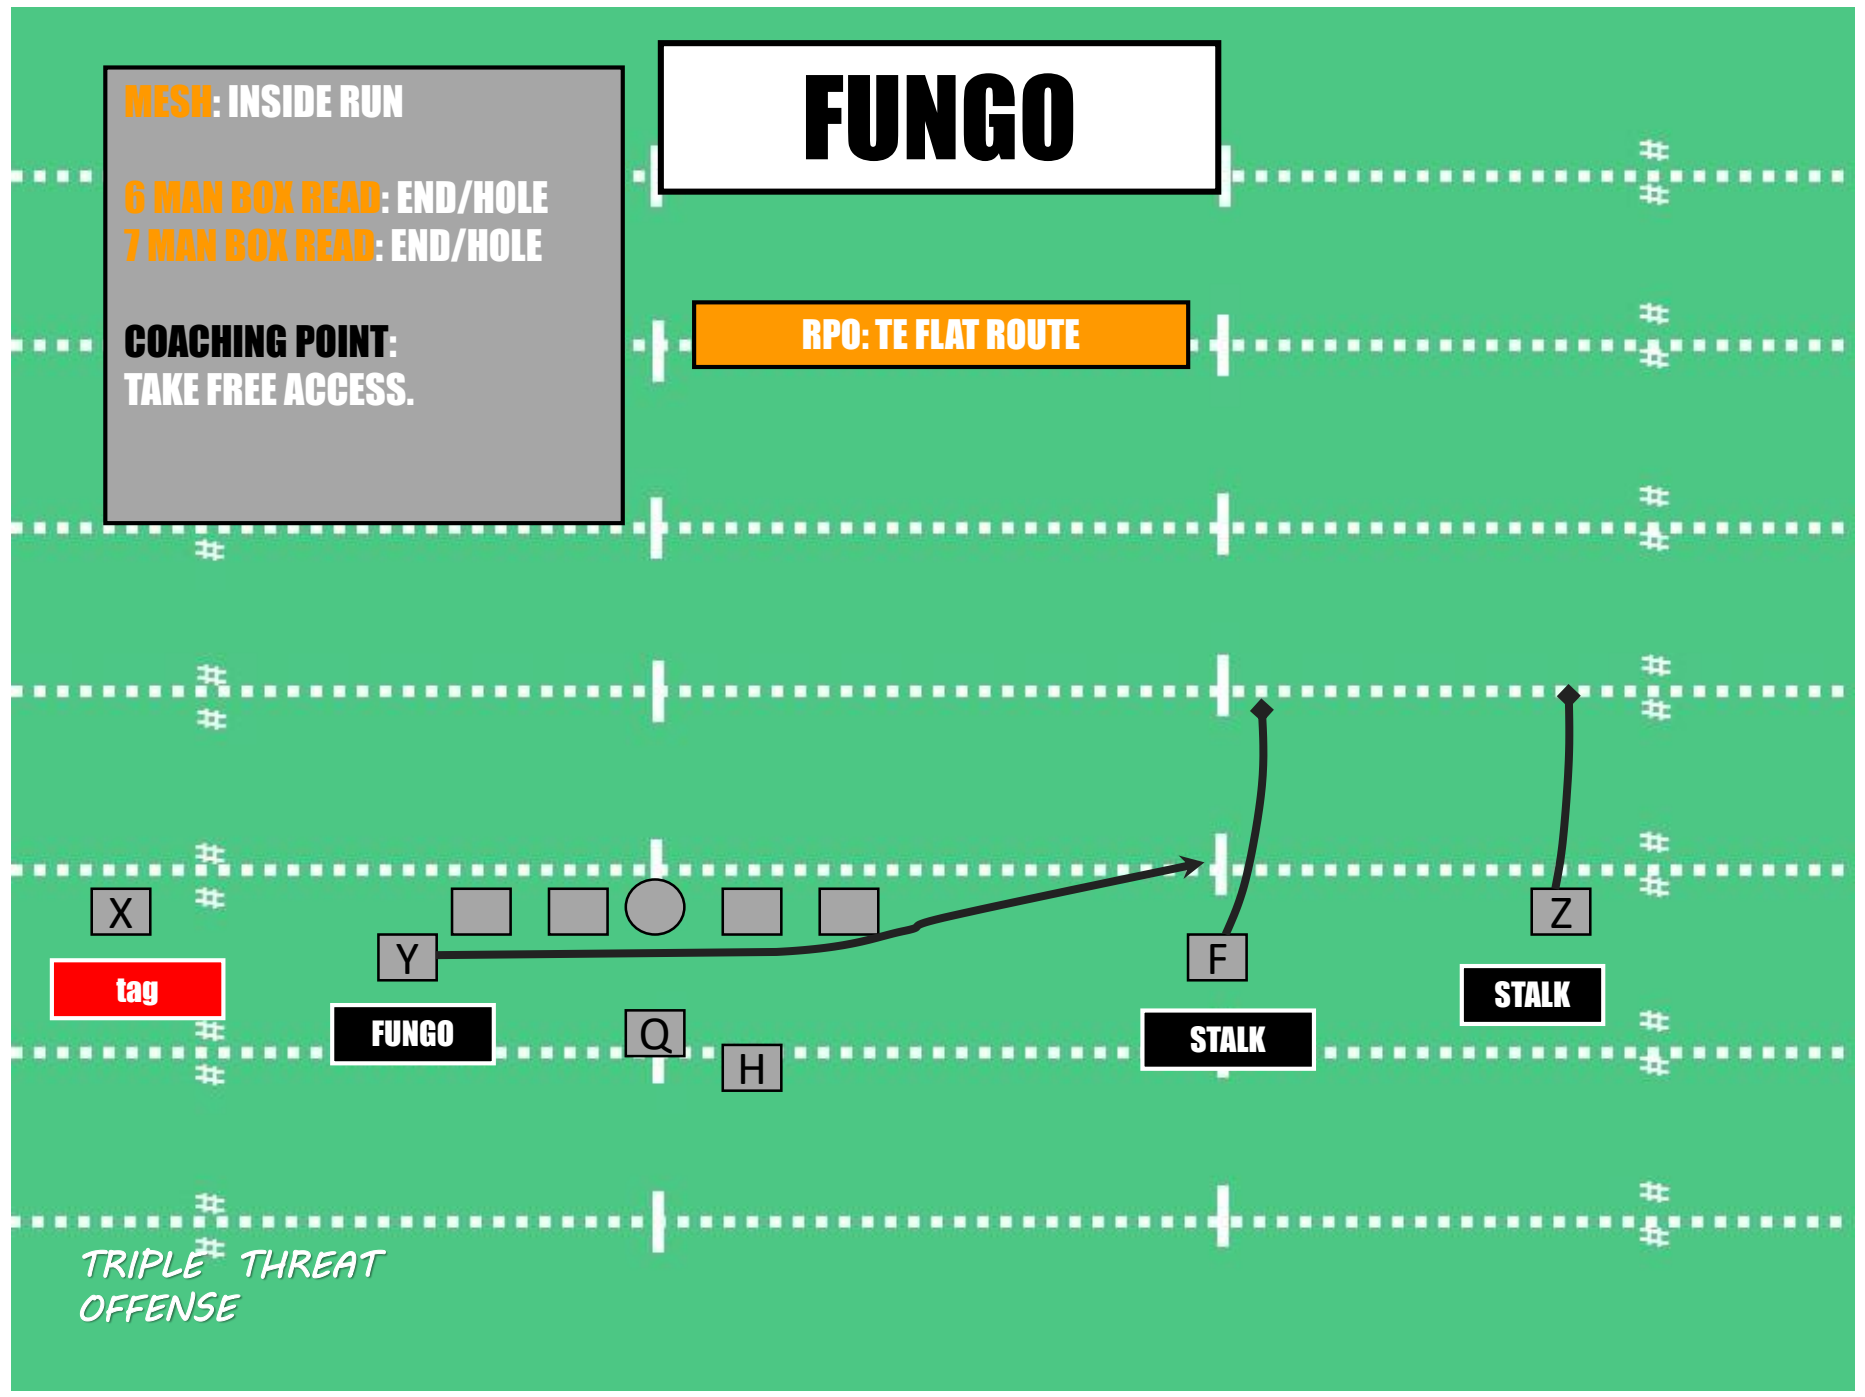 FUNGO
MESH: INSIDE RUN
6 MAN BOX READ: END/HOLE
7 MAN BOX READ: END/HOLE
COACHING POINT:
TAKE FREE ACCESS.
RPO: TE FLAT ROUTE
X
Y
F
Z
tag
FUNGO
Q
H
STALK
STALK
TRIPLE THREAT
OFFENSE